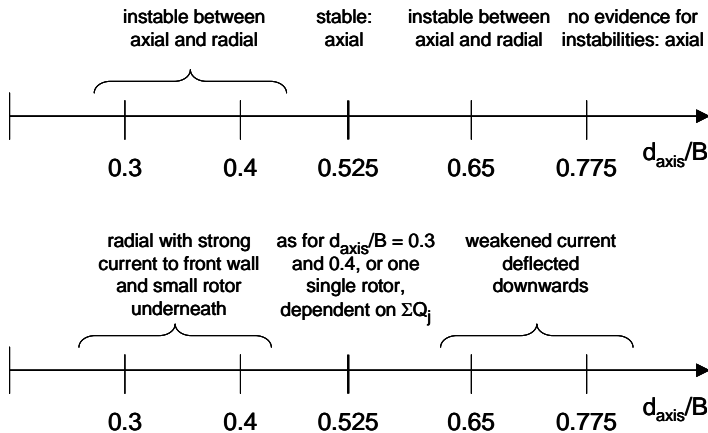 instable between
axial and radial
stable:
axial
instable between
axial and radial
no evidence for
instabilities: axial
0.3
0.4
0.525
0.65
0.775
d_axis/B
radial with strong
current to front wall
and small rotor
underneath
as for d_axis/B = 0.3
and 0.4, or one
single rotor,
dependent on ΣQ_j
weakened current
deflected
downwards
0.3
0.4
0.525
0.65
0.775
d_axis/B